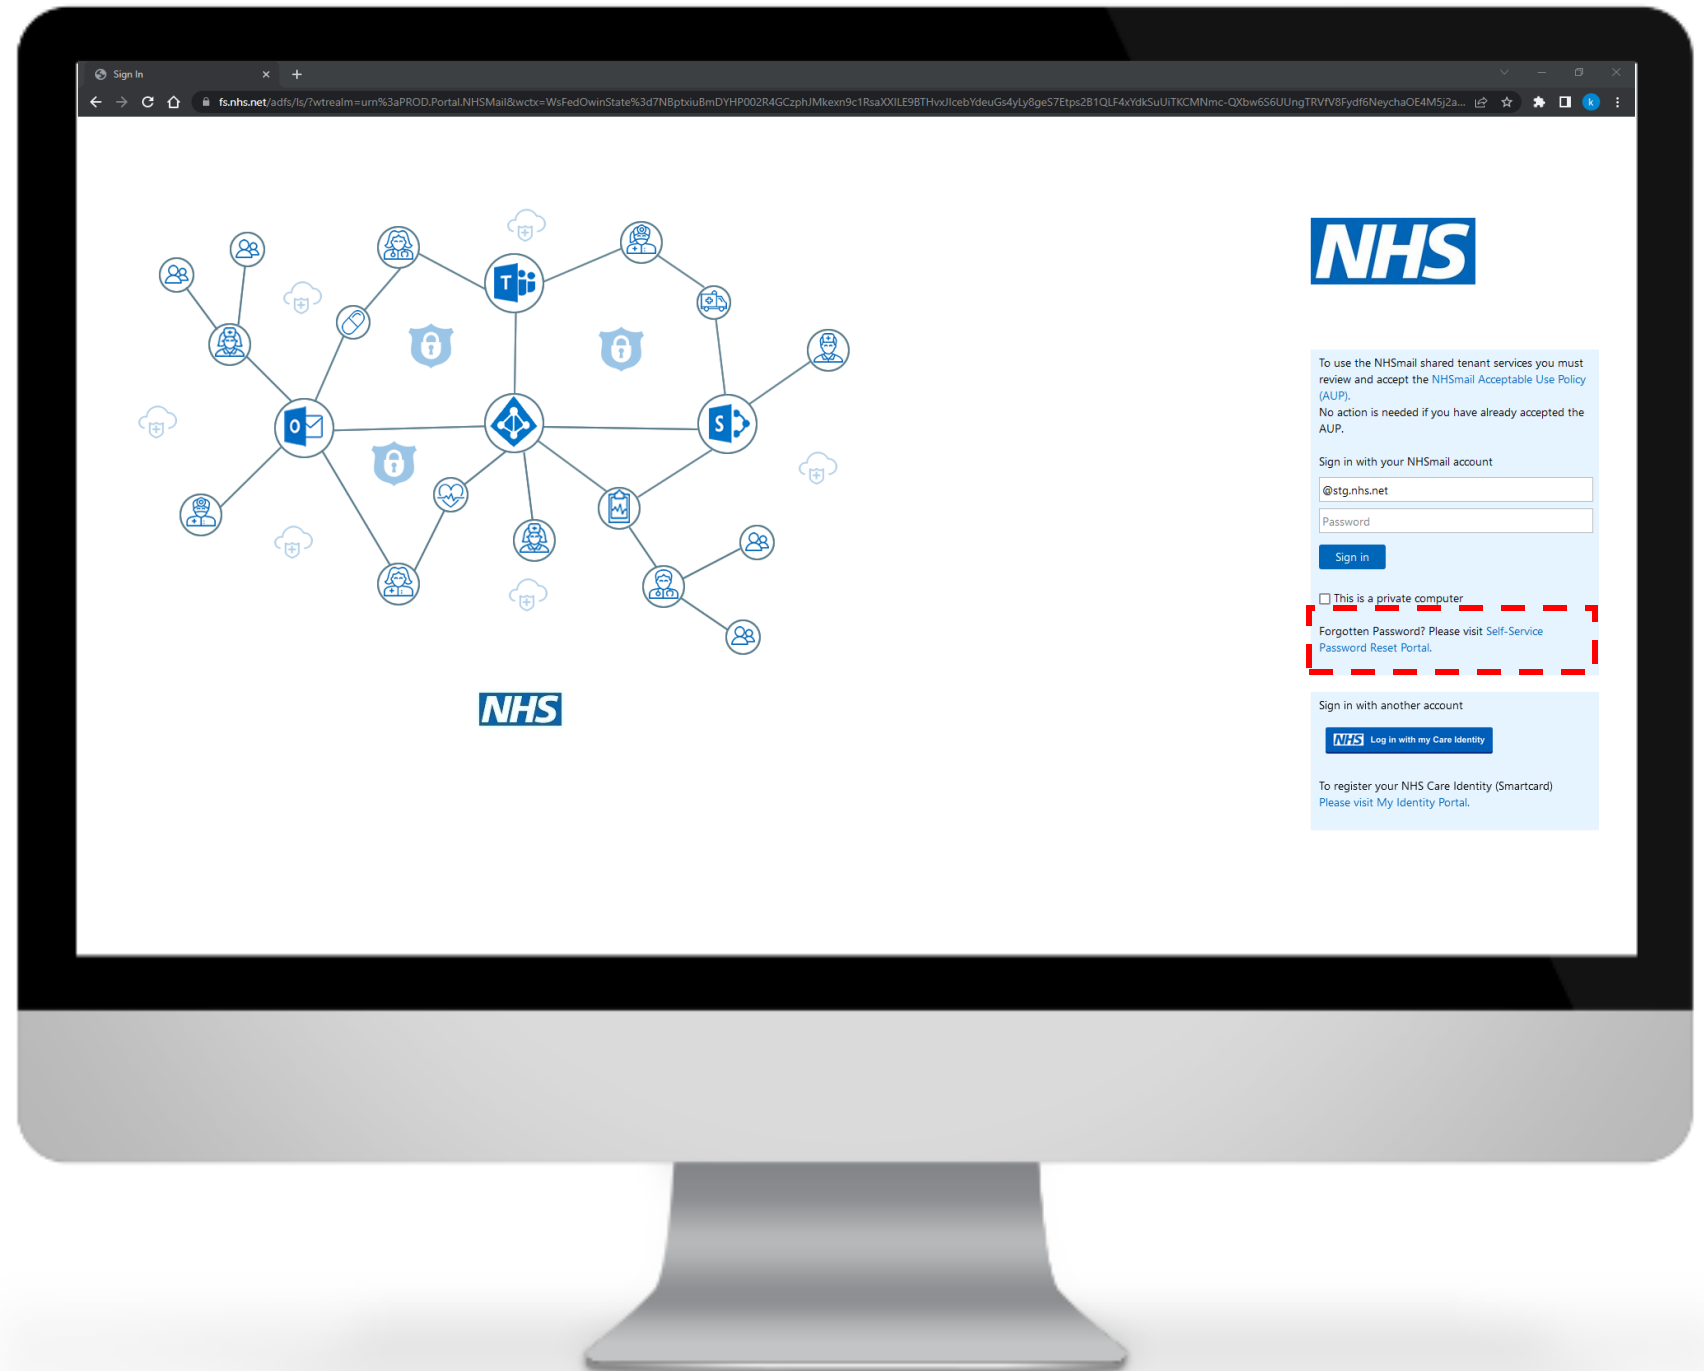 Sign In
fs.nhs.net/adfs/ls/?wtrealm=urn%3aPROD.Portal.NHSMail&wctx=WsFedOwinState%3d7NBptxiuBmDYHP002R4GCzphJMkexn9c1RsaXXILE9BTHvxJIcebYdeuGs4yLy8geS7Etps2B1QLF4xYdkSuUiTKCMNmc-QXbw6S6UUngTRVfV8Fydf6NeychaOE4M5j2a...
k
NHS
T
O
S
NHS
To use the NHSmail shared tenant services you must
review and accept the NHSmail Acceptable Use Policy
(AUP).
No action is needed if you have already accepted the
AUP.
Sign in with your NHSmail account
@stg.nhs.net
Password
Sign in
This is a private computer
Forgotten Password? Please visit Self-Service
Password Reset Portal.
Sign in with another account
NHS Log in with my Care Identity
To register your NHS Care Identity (Smartcard)
Please visit My Identity Portal.